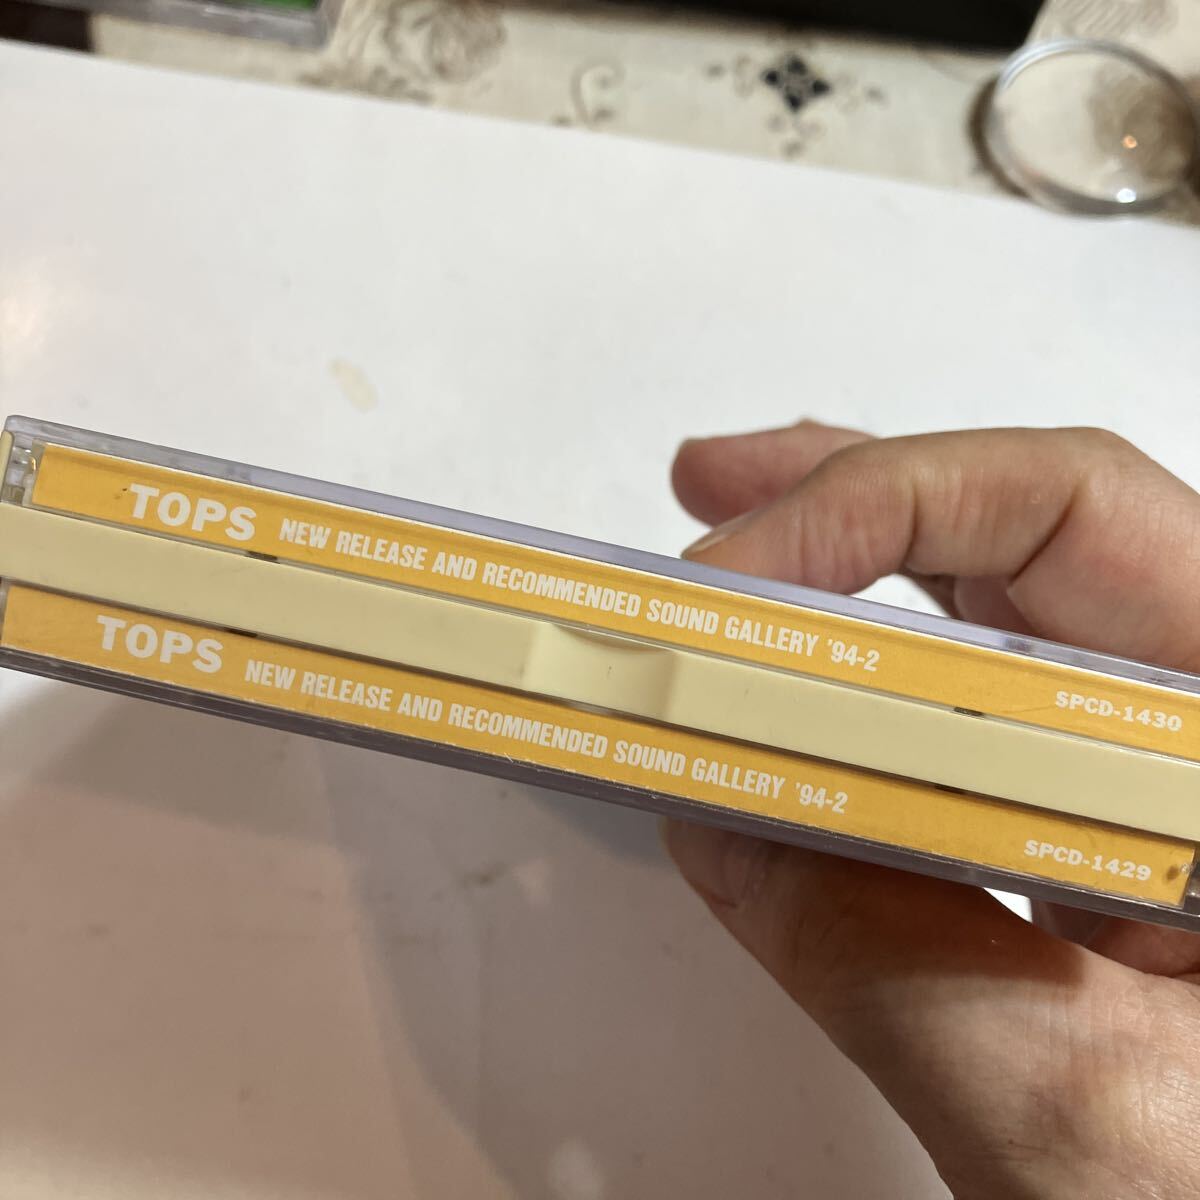 TOPS NEW RELEASE AND RECOMMENDED SOUND GALLERY '94-2 SPCD-1430
TOPS NEW RELEASE AND RECOMMENDED SOUND GALLERY '94-2 SPCD-1429